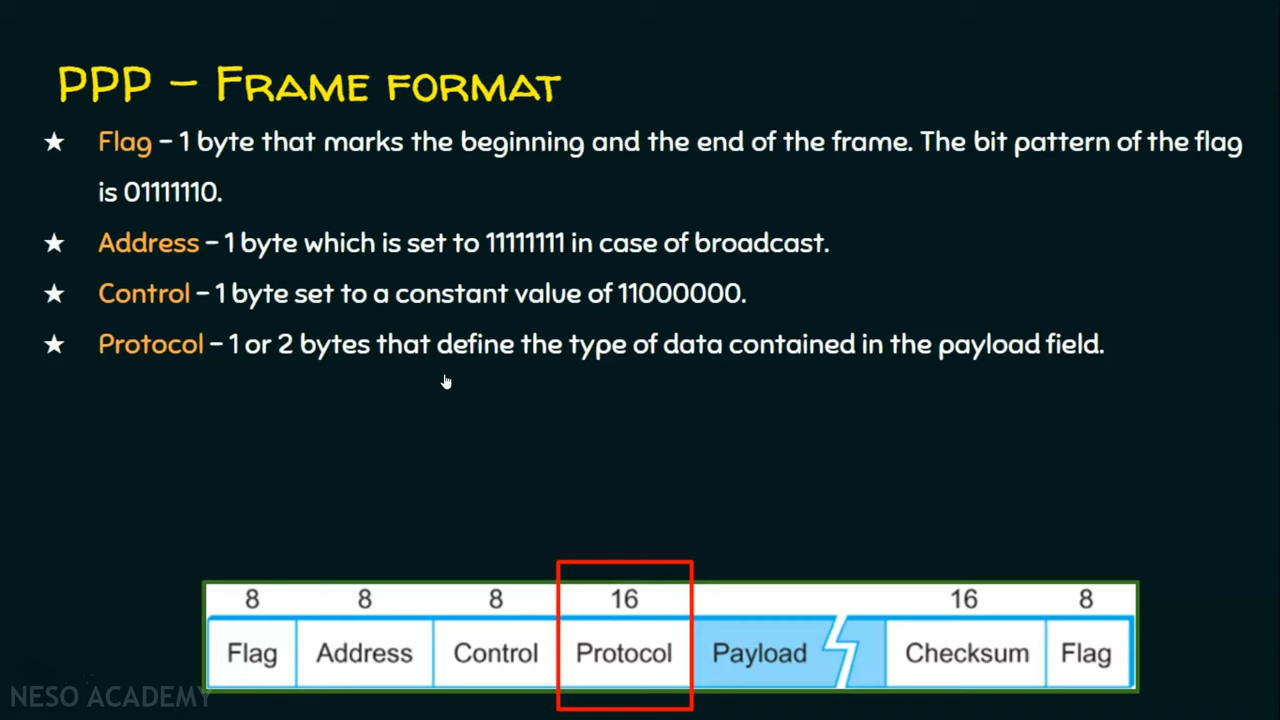 PPP – FRAME FORMAT
★ Flag – 1 byte that marks the beginning and the end of the frame. The bit pattern of the flag
is 01111110.
★ Address – 1 byte which is set to 11111111 in case of broadcast.
★ Control – 1 byte set to a constant value of 11000000.
★ Protocol – 1 or 2 bytes that define the type of data contained in the payload field.
8 8 8 16 16 8
Flag Address Control Protocol Payload Checksum Flag
NESO ACADEMY